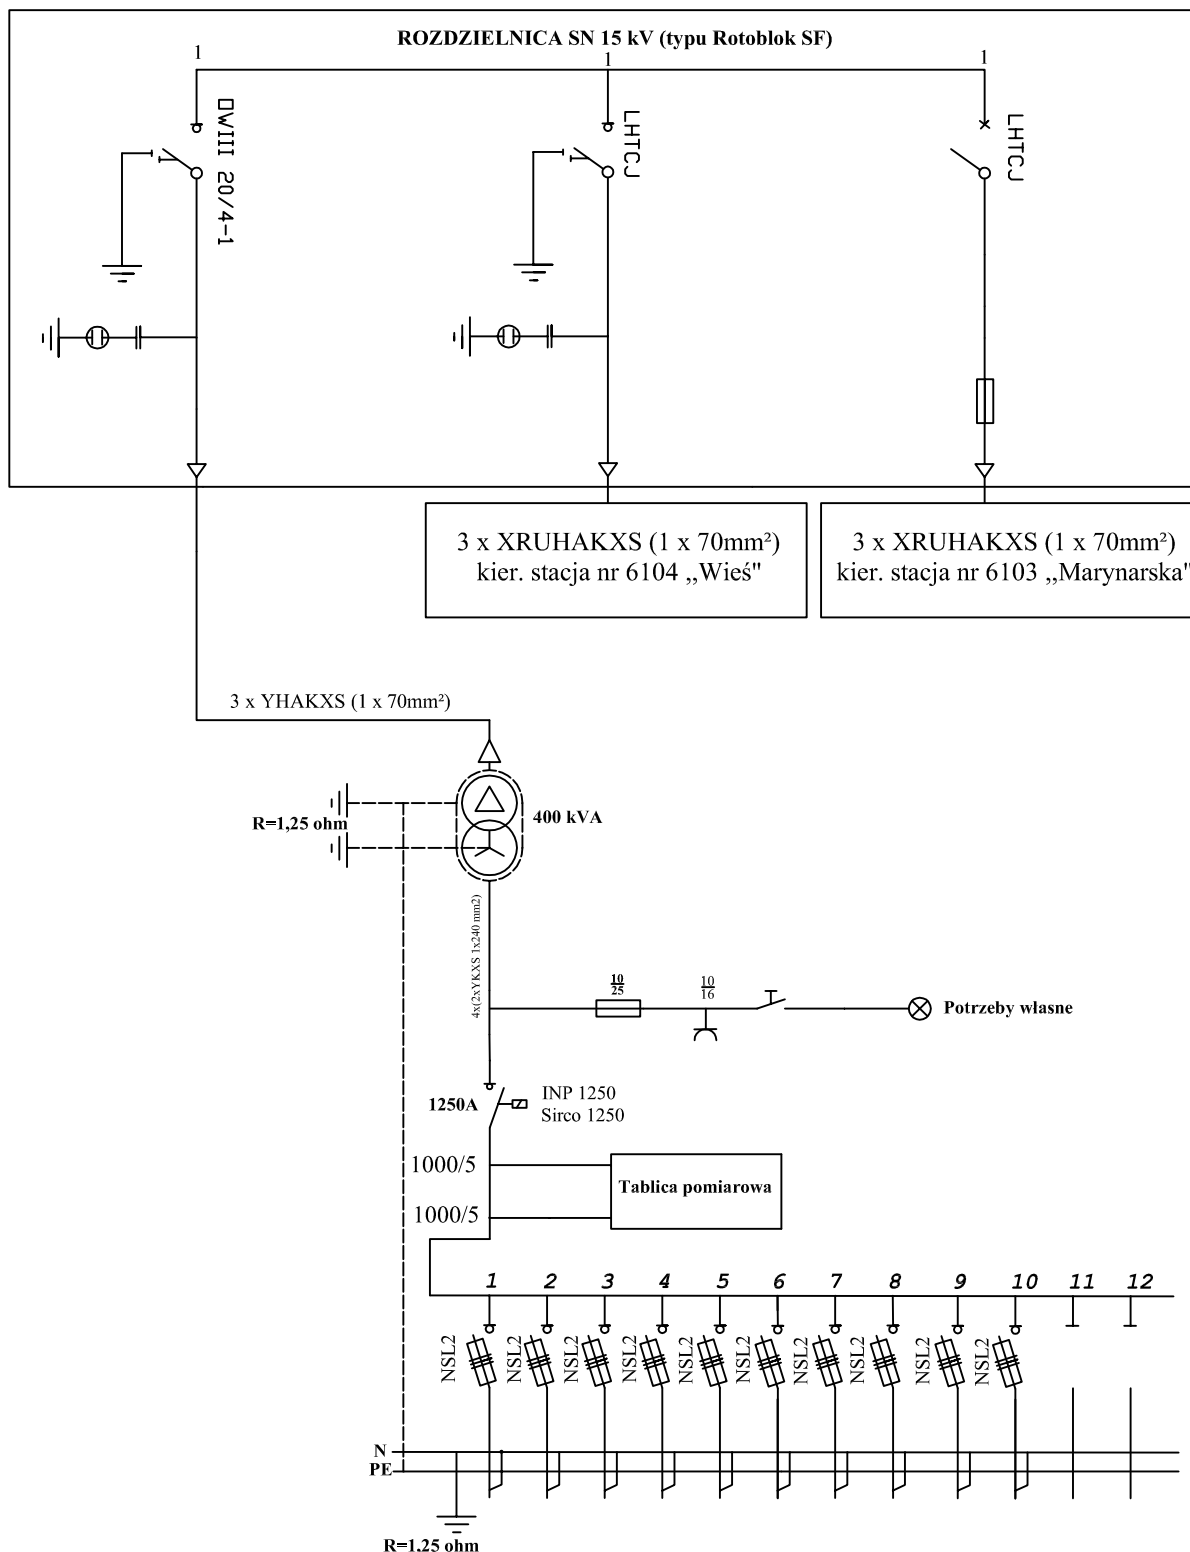 ROZDZIELNICA SN 15 kV (typu Rotoblok SF)
1
1
1
OWIII 20/4-1
LHTCJ
LHTCJ
3 x XRUHAKXS (1 x 70mm²)
kier. stacja nr 6104 „Wieś"
3 x XRUHAKXS (1 x 70mm²)
kier. stacja nr 6103 „Marynarska"
3 x YHAKXS (1 x 70mm²)
R=1,25 ohm
400 kVA
4x(2xYKXS 1x240 mm2)
10
25
10
16
Potrzeby własne
1250A
INP 1250
Sirco 1250
1000/5
1000/5
Tablica pomiarowa
1 2 3 4 5 6 7 8 9 10 11 12
NSL2 NSL2 NSL2 NSL2 NSL2 NSL2 NSL2 NSL2 NSL2 NSL2
N
PE
R=1,25 ohm